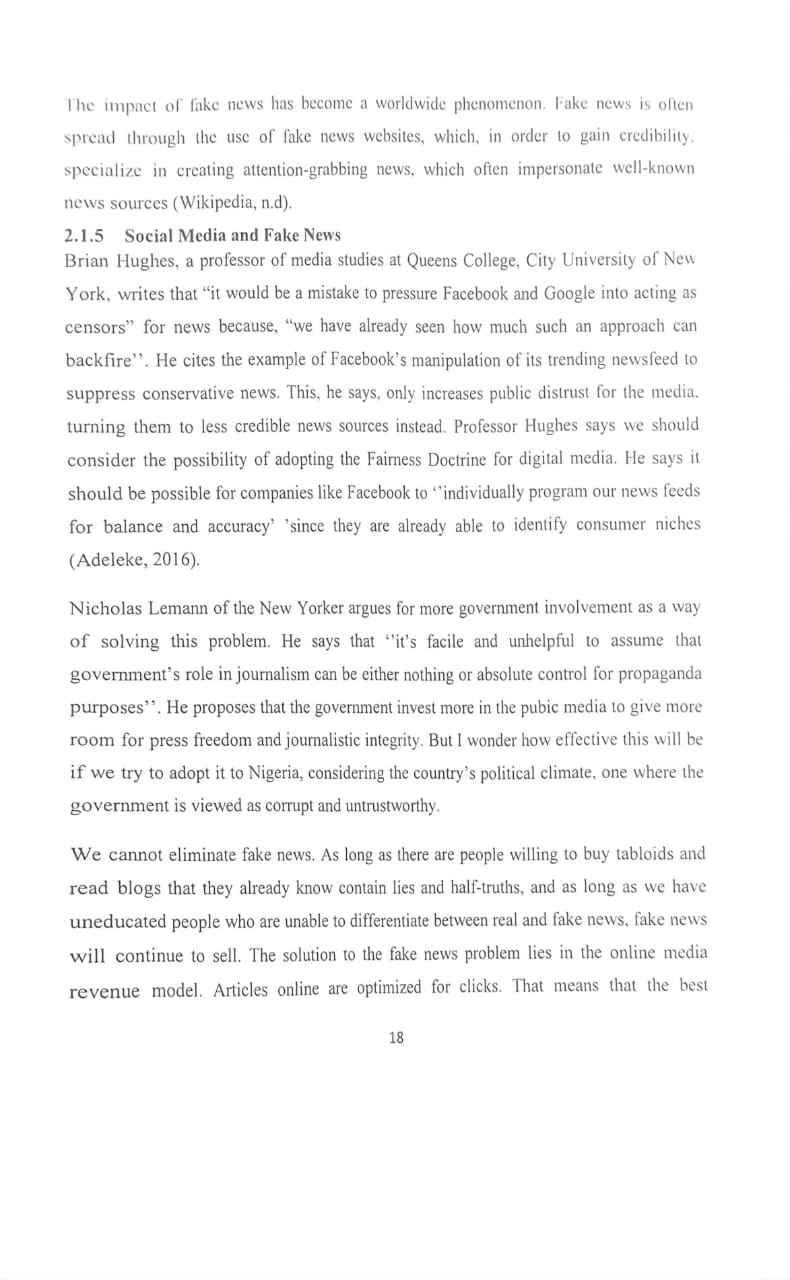 The impact of fake news has become a worldwide phenomenon. Fake news is often
spread through the use of fake news websites, which, in order to gain credibility,
specialize in creating attention-grabbing news, which often impersonate well-known
news sources (Wikipedia, n.d).
2.1.5 Social Media and Fake News
Brian Hughes, a professor of media studies at Queens College, City University of New
York, writes that “it would be a mistake to pressure Facebook and Google into acting as
censors” for news because, “we have already seen how much such an approach can
backfire’’. He cites the example of Facebook’s manipulation of its trending newsfeed to
suppress conservative news. This, he says, only increases public distrust for the media,
turning them to less credible news sources instead. Professor Hughes says we should
consider the possibility of adopting the Fairness Doctrine for digital media. He says it
should be possible for companies like Facebook to ‘’individually program our news feeds
for balance and accuracy’ ’since they are already able to identify consumer niches
(Adeleke, 2016).
Nicholas Lemann of the New Yorker argues for more government involvement as a way
of solving this problem. He says that ‘’it’s facile and unhelpful to assume that
government’s role in journalism can be either nothing or absolute control for propaganda
purposes’’. He proposes that the government invest more in the pubic media to give more
room for press freedom and journalistic integrity. But I wonder how effective this will be
if we try to adopt it to Nigeria, considering the country’s political climate, one where the
government is viewed as corrupt and untrustworthy.
We cannot eliminate fake news. As long as there are people willing to buy tabloids and
read blogs that they already know contain lies and half-truths, and as long as we have
uneducated people who are unable to differentiate between real and fake news, fake news
will continue to sell. The solution to the fake news problem lies in the online media
revenue model. Articles online are optimized for clicks. That means that the best
18